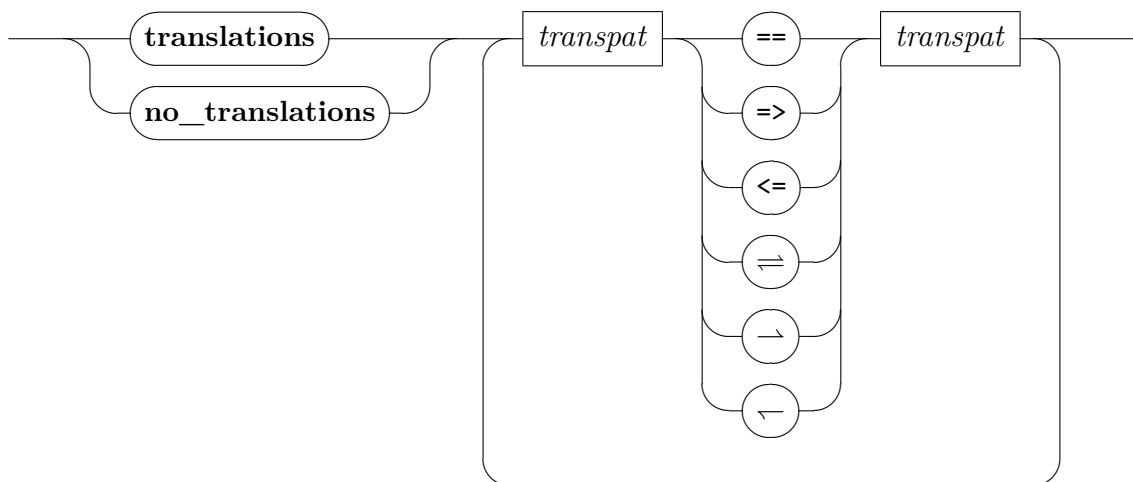 translations transpat == transpat
no_translations =>
<=
⇌
⇀
↽